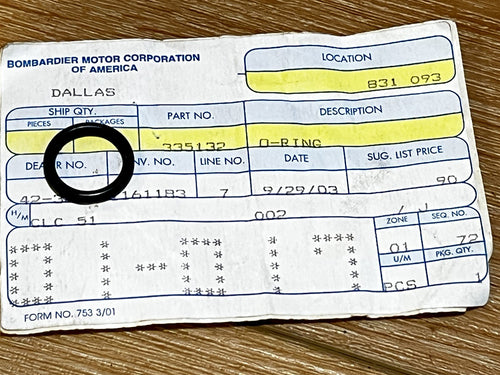 BOMBARDIER MOTOR CORPORATION
OF AMERICA
DALLAS
LOCATION
B31 093
SHIP QTY.
PIECES PACKAGES
PART NO.
335132
DESCRIPTION
O-RING
DEALER NO.
INV. NO.
161183
LINE NO.
7
DATE
9/29/03
SUG. LIST PRICE
90
H/M
CLC 51
002
ZONE
01
SEQ. NO.
72
U/M
PCS
PKG. QTY.
1
FORM NO. 753 3/01